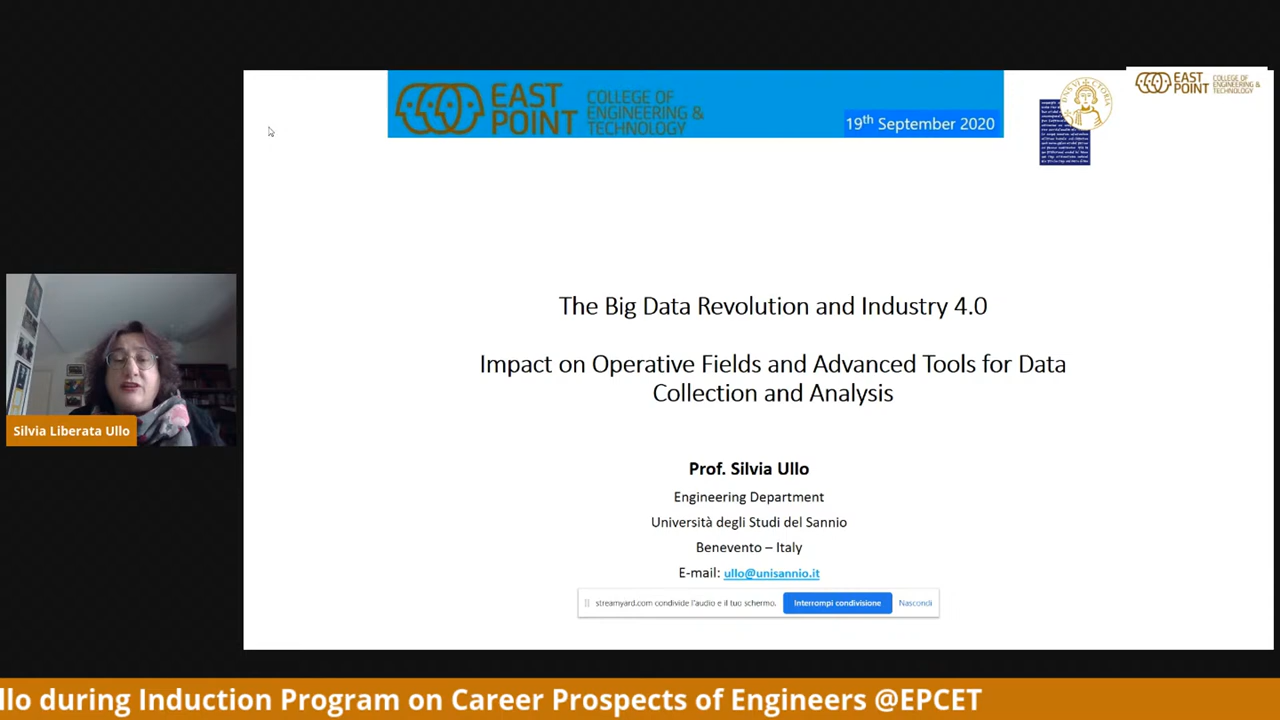 EAST
POINT
COLLEGE OF
ENGINEERING &
TECHNOLOGY
19th September 2020
EAST
POINT
COLLEGE OF
ENGINEERING &
TECHNOLOGY
The Big Data Revolution and Industry 4.0
Impact on Operative Fields and Advanced Tools for Data
Collection and Analysis
Silvia Liberata Ullo
Prof. Silvia Ullo
Engineering Department
Università degli Studi del Sannio
Benevento – Italy
E-mail: ullo@unisannio.it
streamyard.com condivide l'audio e il tuo schermo.
Interrompi condivisione
Nascondi
llo during Induction Program on Career Prospects of Engineers @EPCET